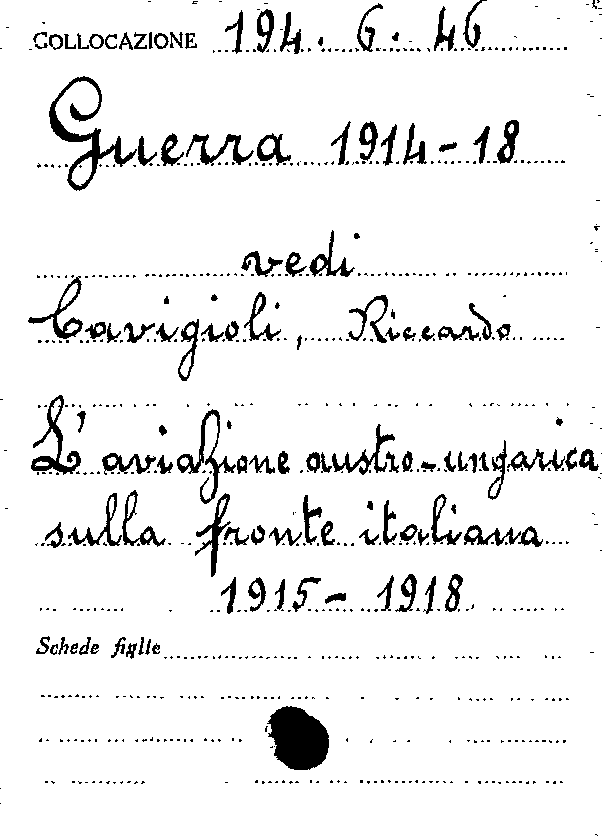 COLLOCAZIONE 194. 6. 46
Guerra 1914-18
vedi
Cavigioli, Riccardo
L'aviazione austro-ungarica
sulla fronte italiana
1915- 1918
Schede figlie